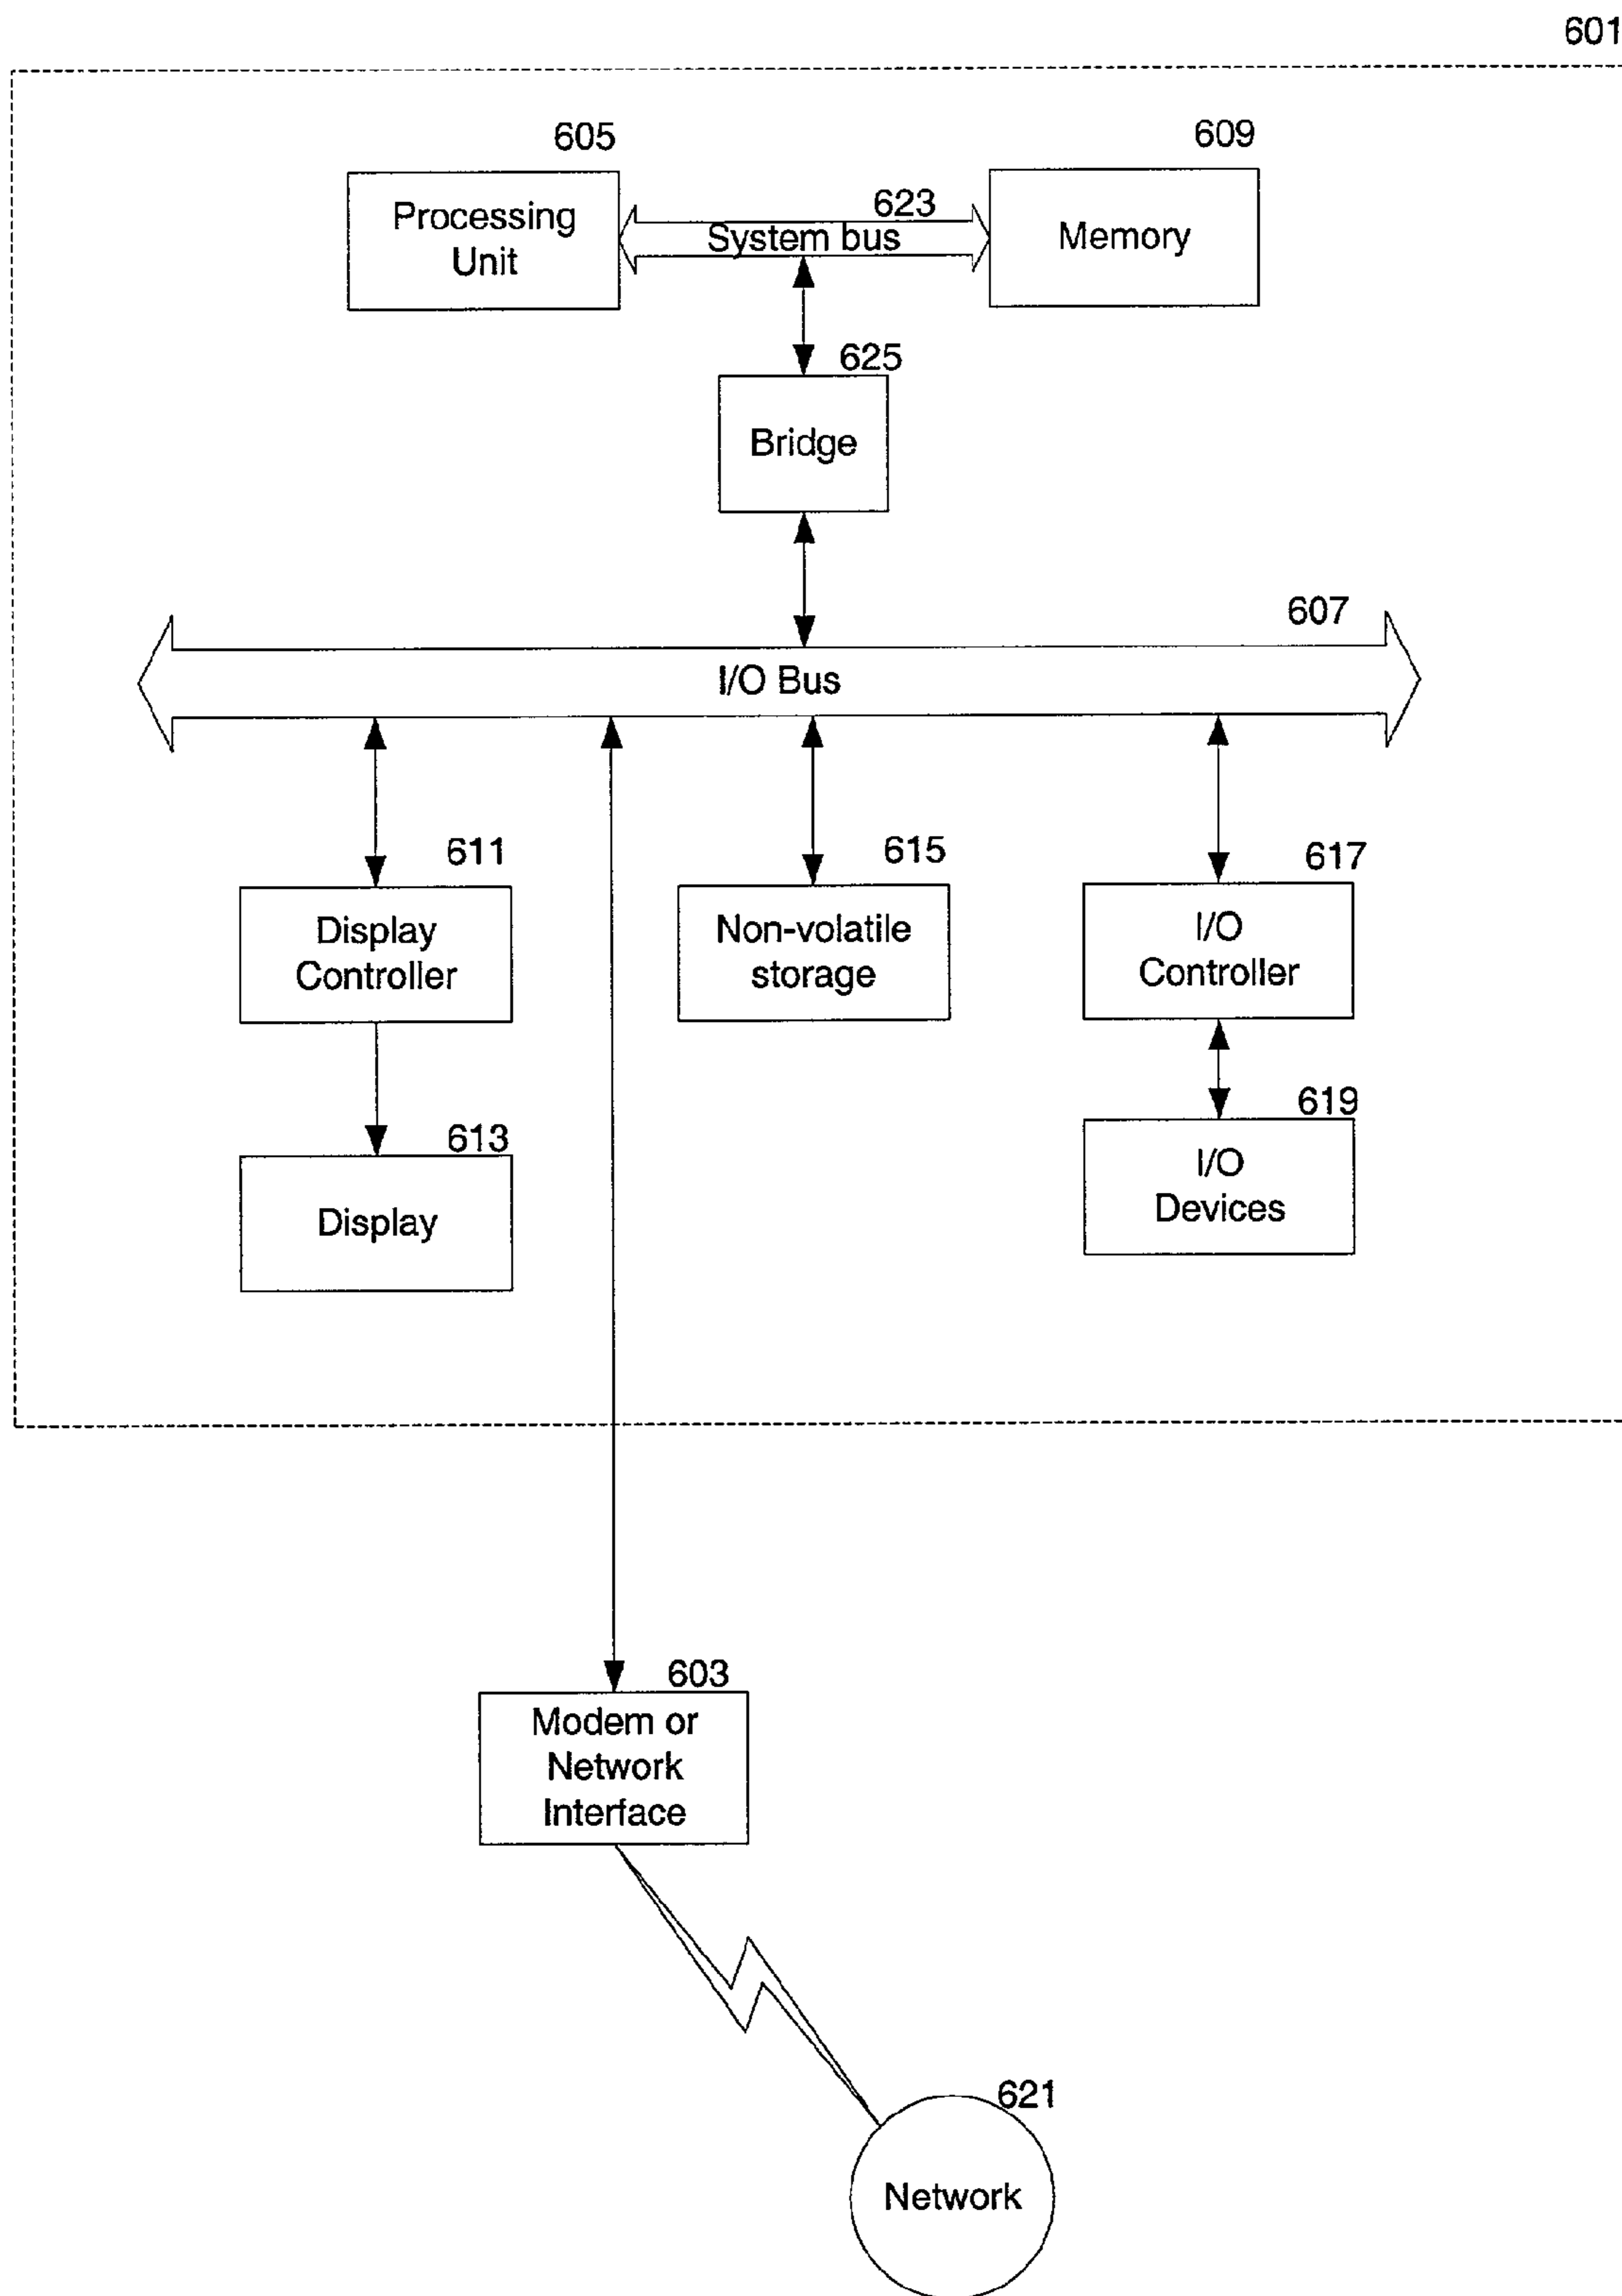 601
605
609
Processing
Unit
623
System bus
Memory
625
Bridge
607
I/O Bus
611
615
617
Display
Controller
Non-volatile
storage
I/O
Controller
613
619
Display
I/O
Devices
603
Modem or
Network
Interface
621
Network